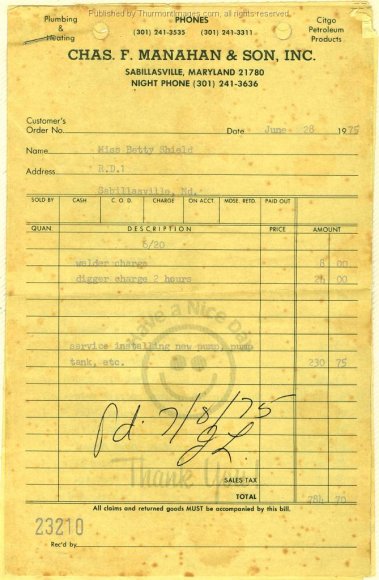 Published by Thurmontimages.com, all rights reserved.
Plumbing & Heating
PHONES
(301) 241-3535 (301) 241-3311
Citgo Petroleum Products
CHAS. F. MANAHAN & SON, INC.
SABILLASVILLE, MARYLAND 21780
NIGHT PHONE (301) 241-3636
Customer's
Order No.
Date June 28 1975
Name Miss Betty Shield
Address R.D.1
Sabillasville, Md.
SOLD BY CASH C. O. D. CHARGE ON ACCT. MDSE. RETD. PAID OUT
QUAN. DESCRIPTION PRICE AMOUNT
6/20
welder charge 8 00
digger charge 2 hours 00
Have a Nice Day
service installing new pump, pump
tank, etc. 230 75
Pd. 7/8/75
Thank You!
SALES TAX
TOTAL
All claims and returned goods MUST be accompanied by this bill.
23210
Rec'd by